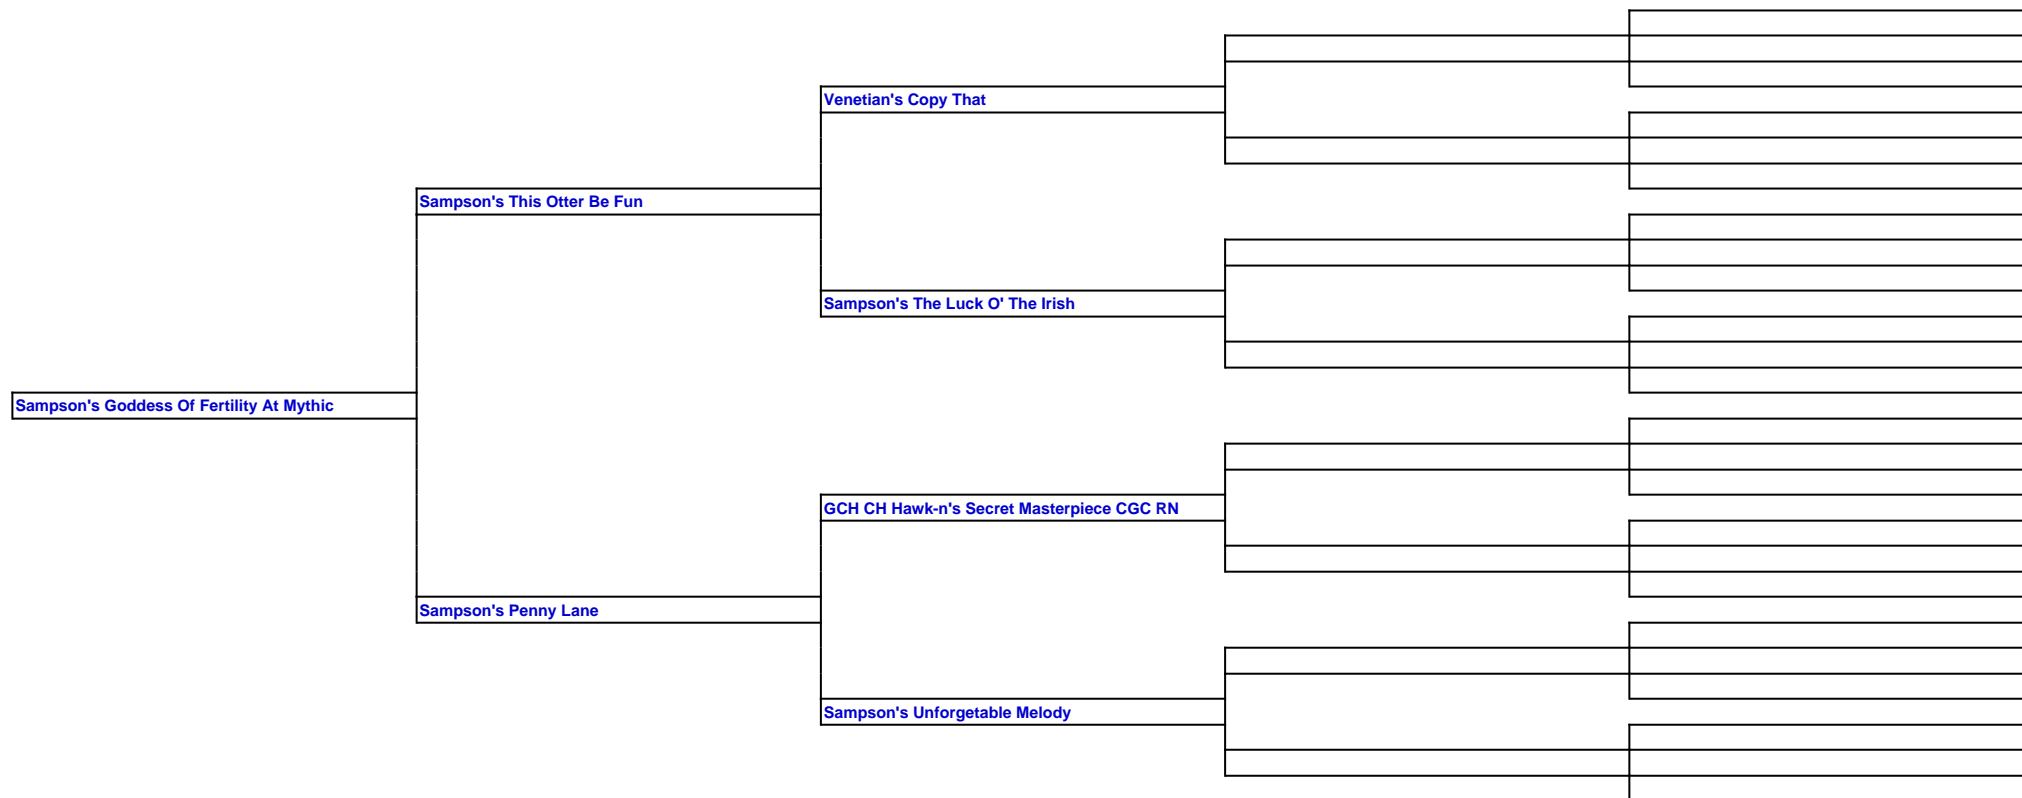 Venetian's Copy That
Sampson's This Otter Be Fun
Sampson's The Luck O' The Irish
Sampson's Goddess Of Fertility At Mythic
GCH CH Hawk-n's Secret Masterpiece CGC RN
Sampson's Penny Lane
Sampson's Unforgetable Melody